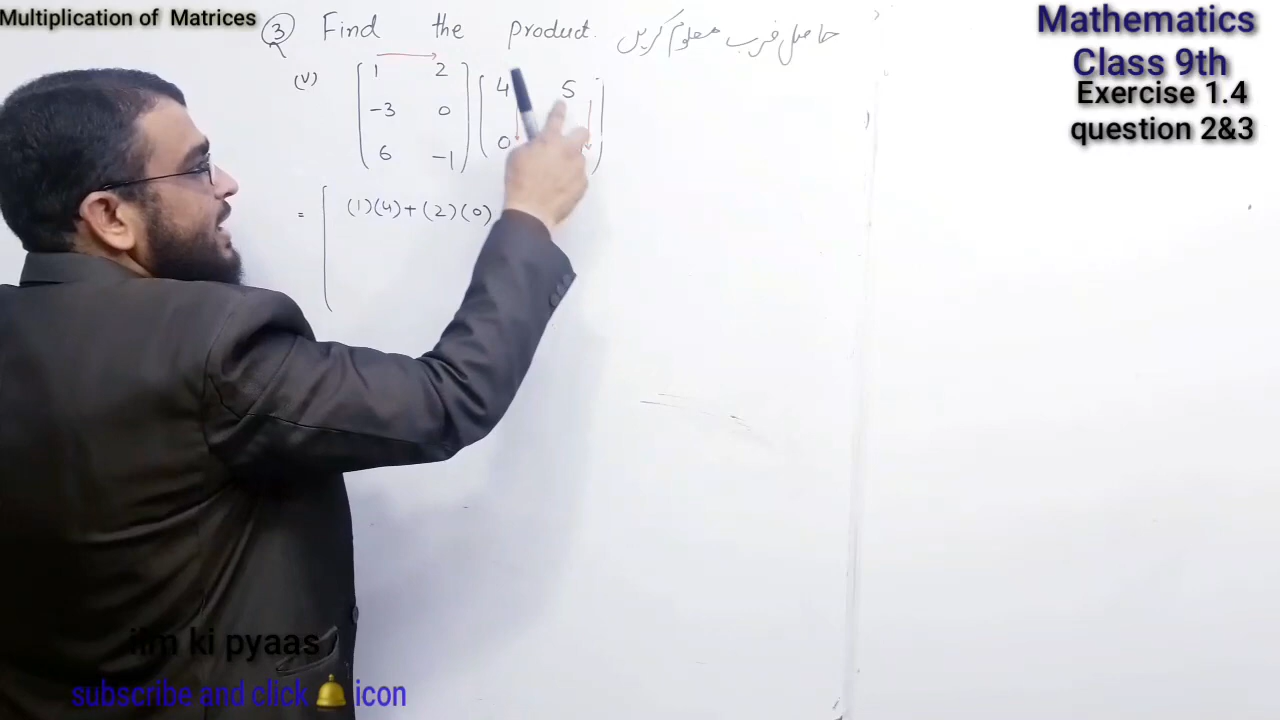 Multiplication of Matrices
③ Find the product. حاصل ضرب معلوم کریں
Mathematics
Class 9th
Exercise 1.4
question 2&3
(V) [1 2] [4 5]
-3 0
6 -1 0
= [(1)(4)+(2)(0)
ilm ki pyaas
subscribe and click 🔔 icon